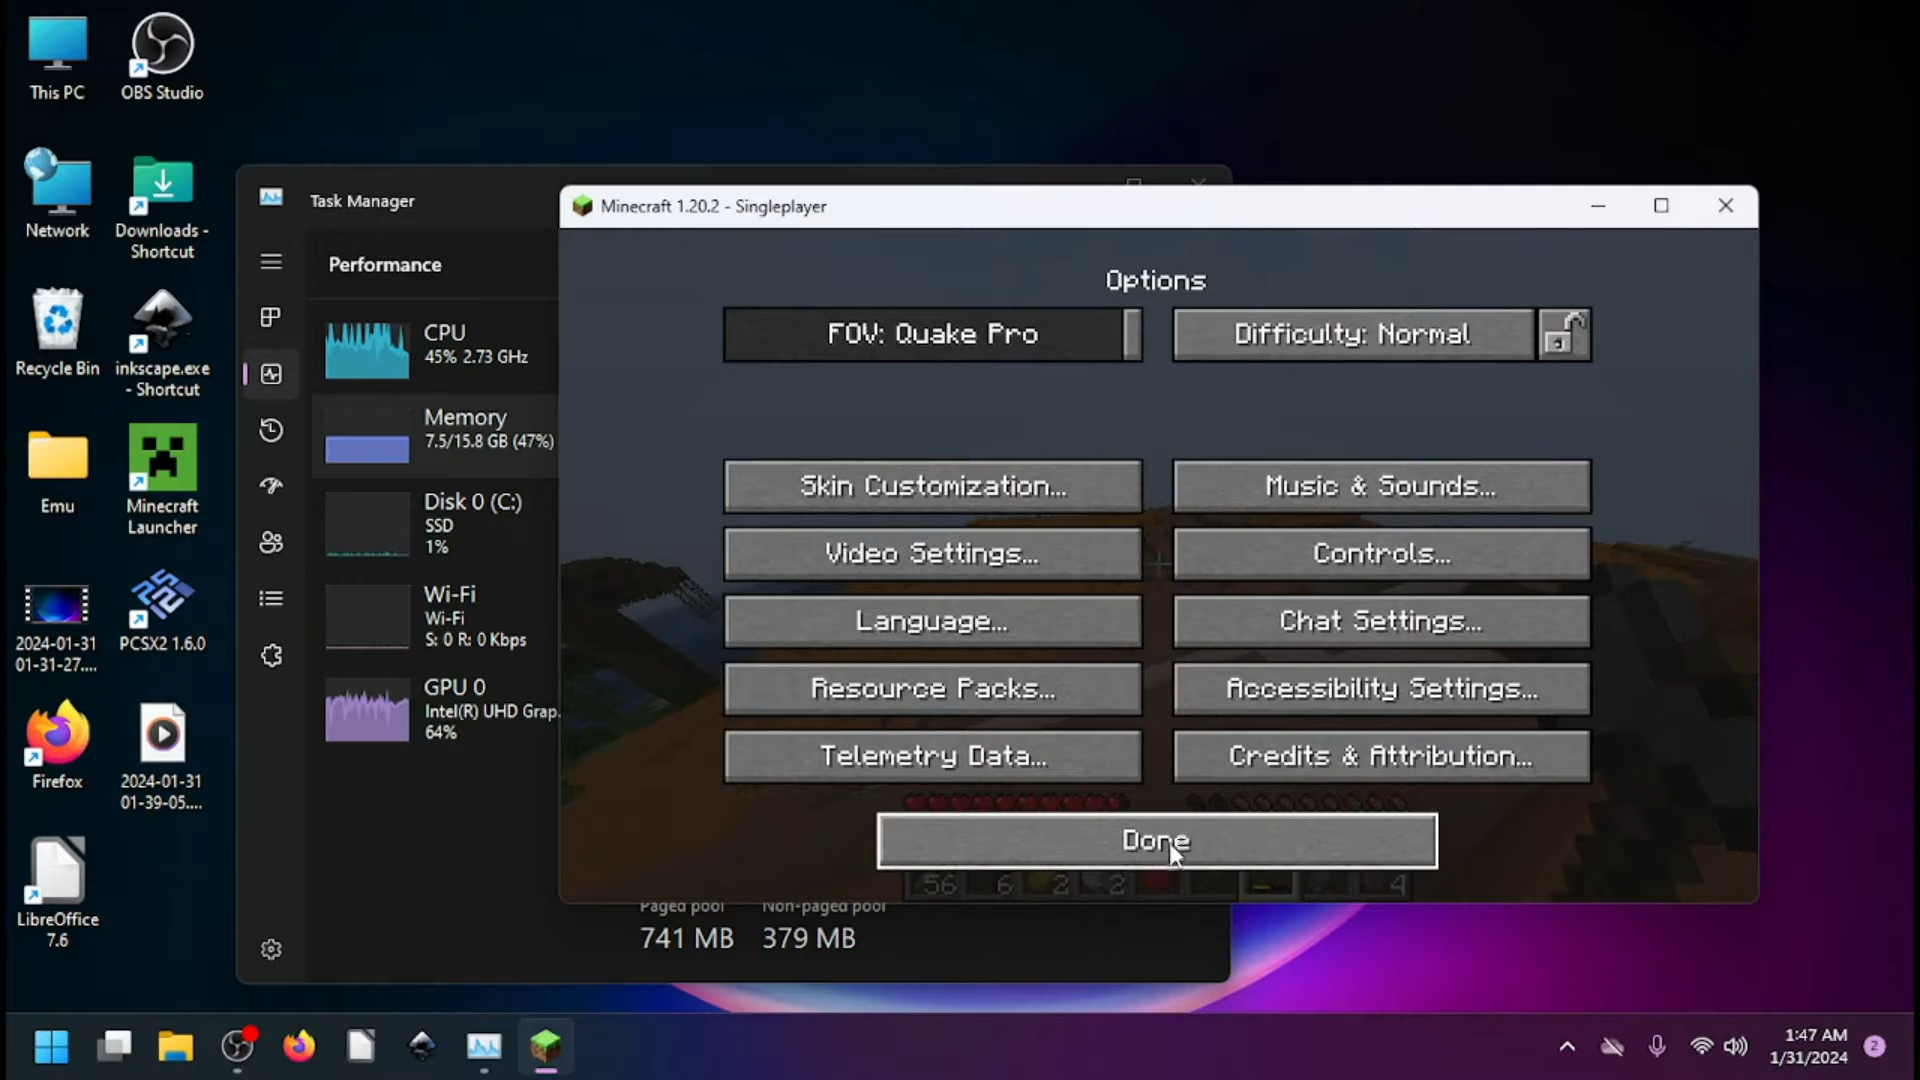 This PC
OBS Studio
Network
Downloads -
Shortcut
Recycle Bin
inkscape.exe
- Shortcut
Emu
Minecraft
Launcher
2024-01-31
01-31-27....
PCSX2 1.6.0
Firefox
2024-01-31
01-39-05....
LibreOffice
7.6
Task Manager
Performance
CPU
45% 2.73 GHz
Memory
7.5/15.8 GB (47%)
Disk 0 (C:)
SSD
1%
Wi-Fi
Wi-Fi
S: 0 R: 0 Kbps
GPU 0
Intel(R) UHD Grap
64%
Paged pool
Non-paged pool
741 MB
379 MB
Minecraft 1.20.2 - Singleplayer
Options
FOV: Quake Pro
Difficulty: Normal
Skin Customization...
Music & Sounds...
Video Settings...
Controls...
Language...
Chat Settings...
Resource Packs...
Accessibility Settings...
Telemetry Data...
Credits & Attribution...
Done
56
6
2
2
4
1:47 AM
1/31/2024
2